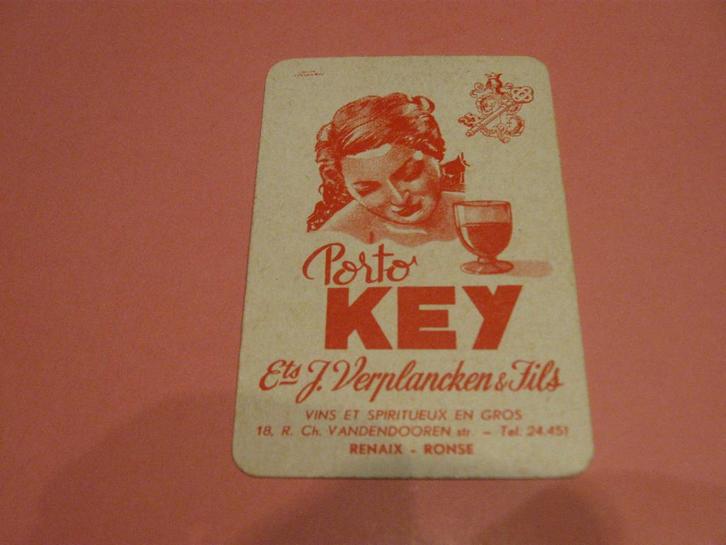 Porto
KEY
Ets J. Verplancken & Fils
VINS ET SPIRITUEUX EN GROS
18, R. Ch. VANDENDOOREN str. – Tel. 24.451
RENAIX - RONSE